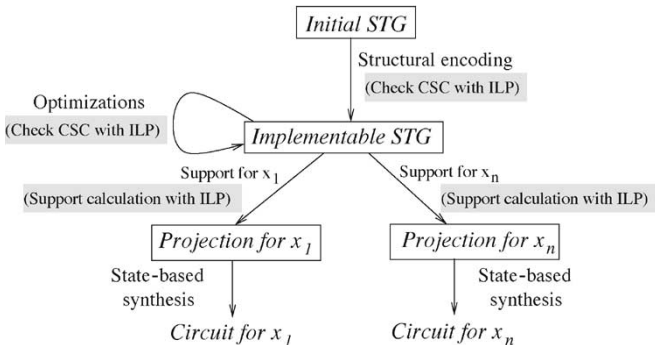 Initial STG
Structural encoding
(Check CSC with ILP)
Optimizations
(Check CSC with ILP)
Implementable STG
Support for x1
Support for xn
(Support calculation with ILP)
(Support calculation with ILP)
Projection for x1
Projection for xn
State-based
synthesis
State-based
synthesis
Circuit for x1
Circuit for xn